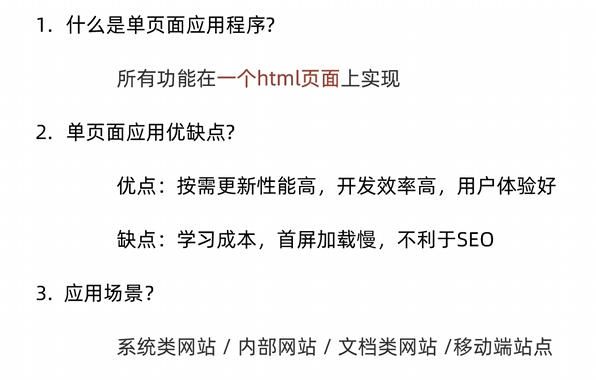 1. 什么是单页面应用程序?
所有功能在一个html页面上实现
2. 单页面应用优缺点?
优点：按需更新性能高，开发效率高，用户体验好
缺点：学习成本，首屏加载慢，不利于SEO
3. 应用场景？
系统类网站 / 内部网站 / 文档类网站 /移动端站点